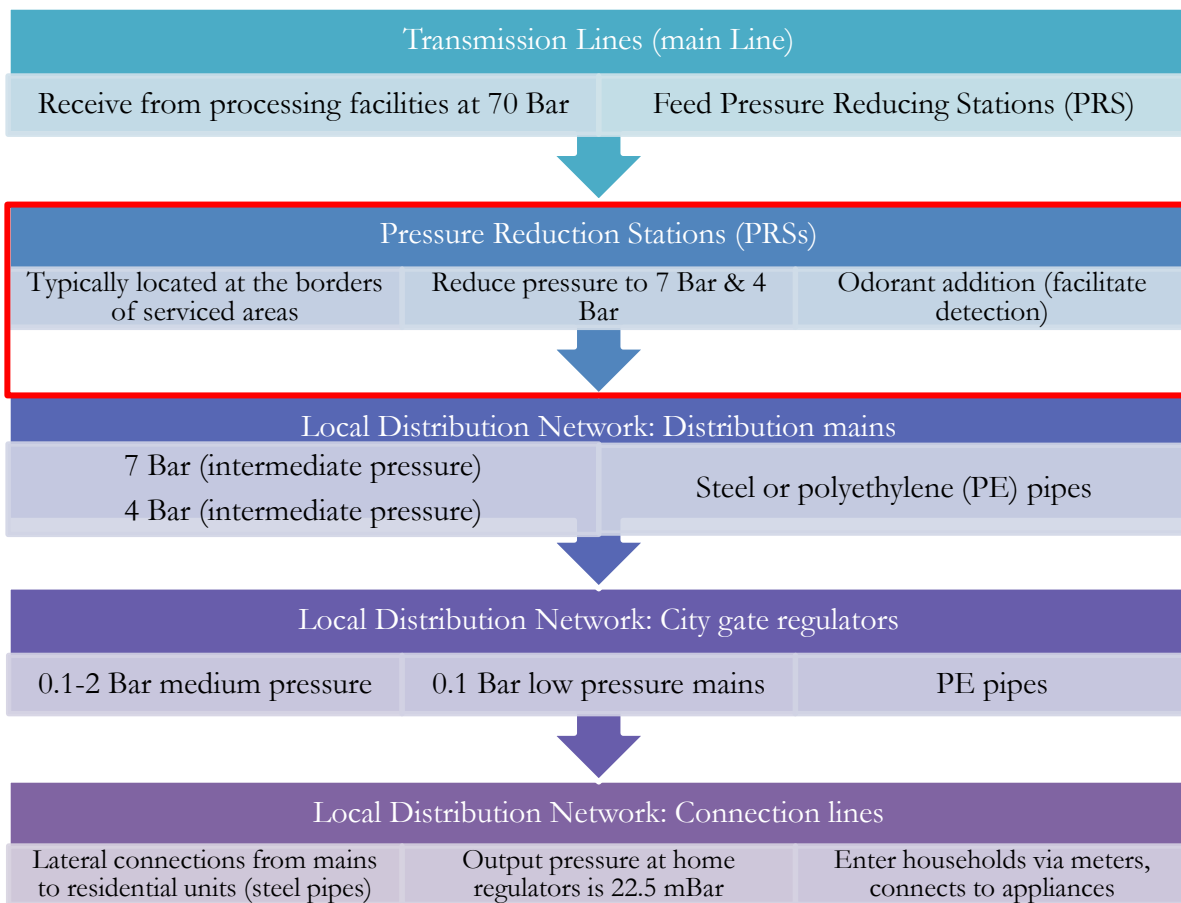 Transmission Lines (main Line)
Receive from processing facilities at 70 Bar
Feed Pressure Reducing Stations (PRS)
Pressure Reduction Stations (PRSs)
Typically located at the borders
of serviced areas
Reduce pressure to 7 Bar & 4
Bar
Odorant addition (facilitate
detection)
Local Distribution Network: Distribution mains
7 Bar (intermediate pressure)
4 Bar (intermediate pressure)
Steel or polyethylene (PE) pipes
Local Distribution Network: City gate regulators
0.1-2 Bar medium pressure
0.1 Bar low pressure mains
PE pipes
Local Distribution Network: Connection lines
Lateral connections from mains
to residential units (steel pipes)
Output pressure at home
regulators is 22.5 mBar
Enter households via meters,
connects to appliances